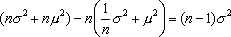 (nσ² + nμ²) − n(1/n σ² + μ²) = (n − 1)σ²